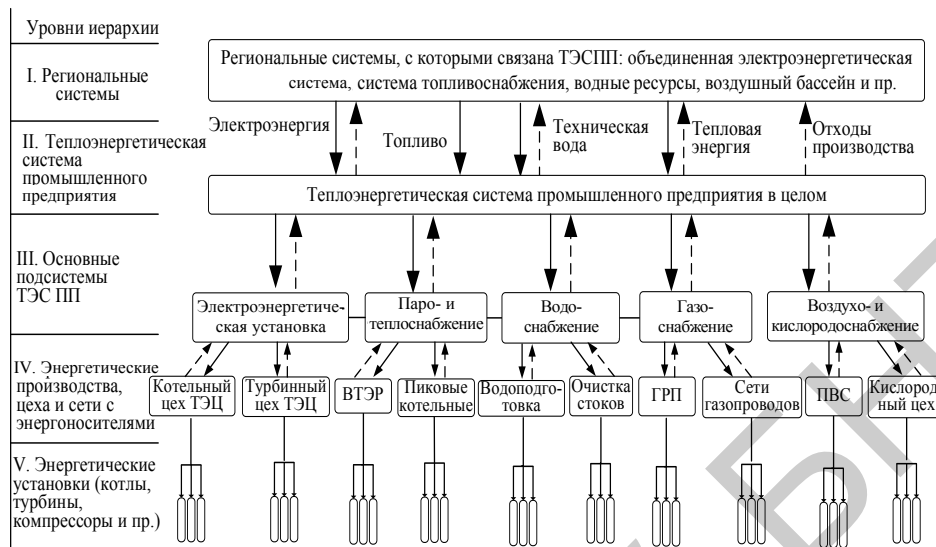 Уровни иерархии
I. Региональные
системы
Региональные системы, с которыми связана ТЭСПП: объединенная электроэнергетическая
система, система топливоснабжения, водные ресурсы, воздушный бассейн и пр.
Электроэнергия
Топливо
Техническая
вода
Тепловая
энергия
Отходы
производства
II. Теплоэнергетическая
система
промышленного
предприятия
Теплоэнергетическая система промышленного предприятия в целом
III. Основные
подсистемы
ТЭС ПП
Электроэнергетиче-
ская установка
Паро- и
теплоснабжение
Водо-
снабжение
Газо-
снабжение
Воздухо- и
кислородоснабжение
IV. Энергетические
производства,
цеха и сети с
энергоносителями
Котельный
цех ТЭЦ
Турбинный
цех ТЭЦ
ВТЭР
Пиковые
котельные
Водоподго-
товка
Очистка
стоков
ГРП
Сети
газопроводов
ПВС
Кислород
ный цех
V. Энергетические
установки (котлы,
турбины,
компрессоры и пр.)